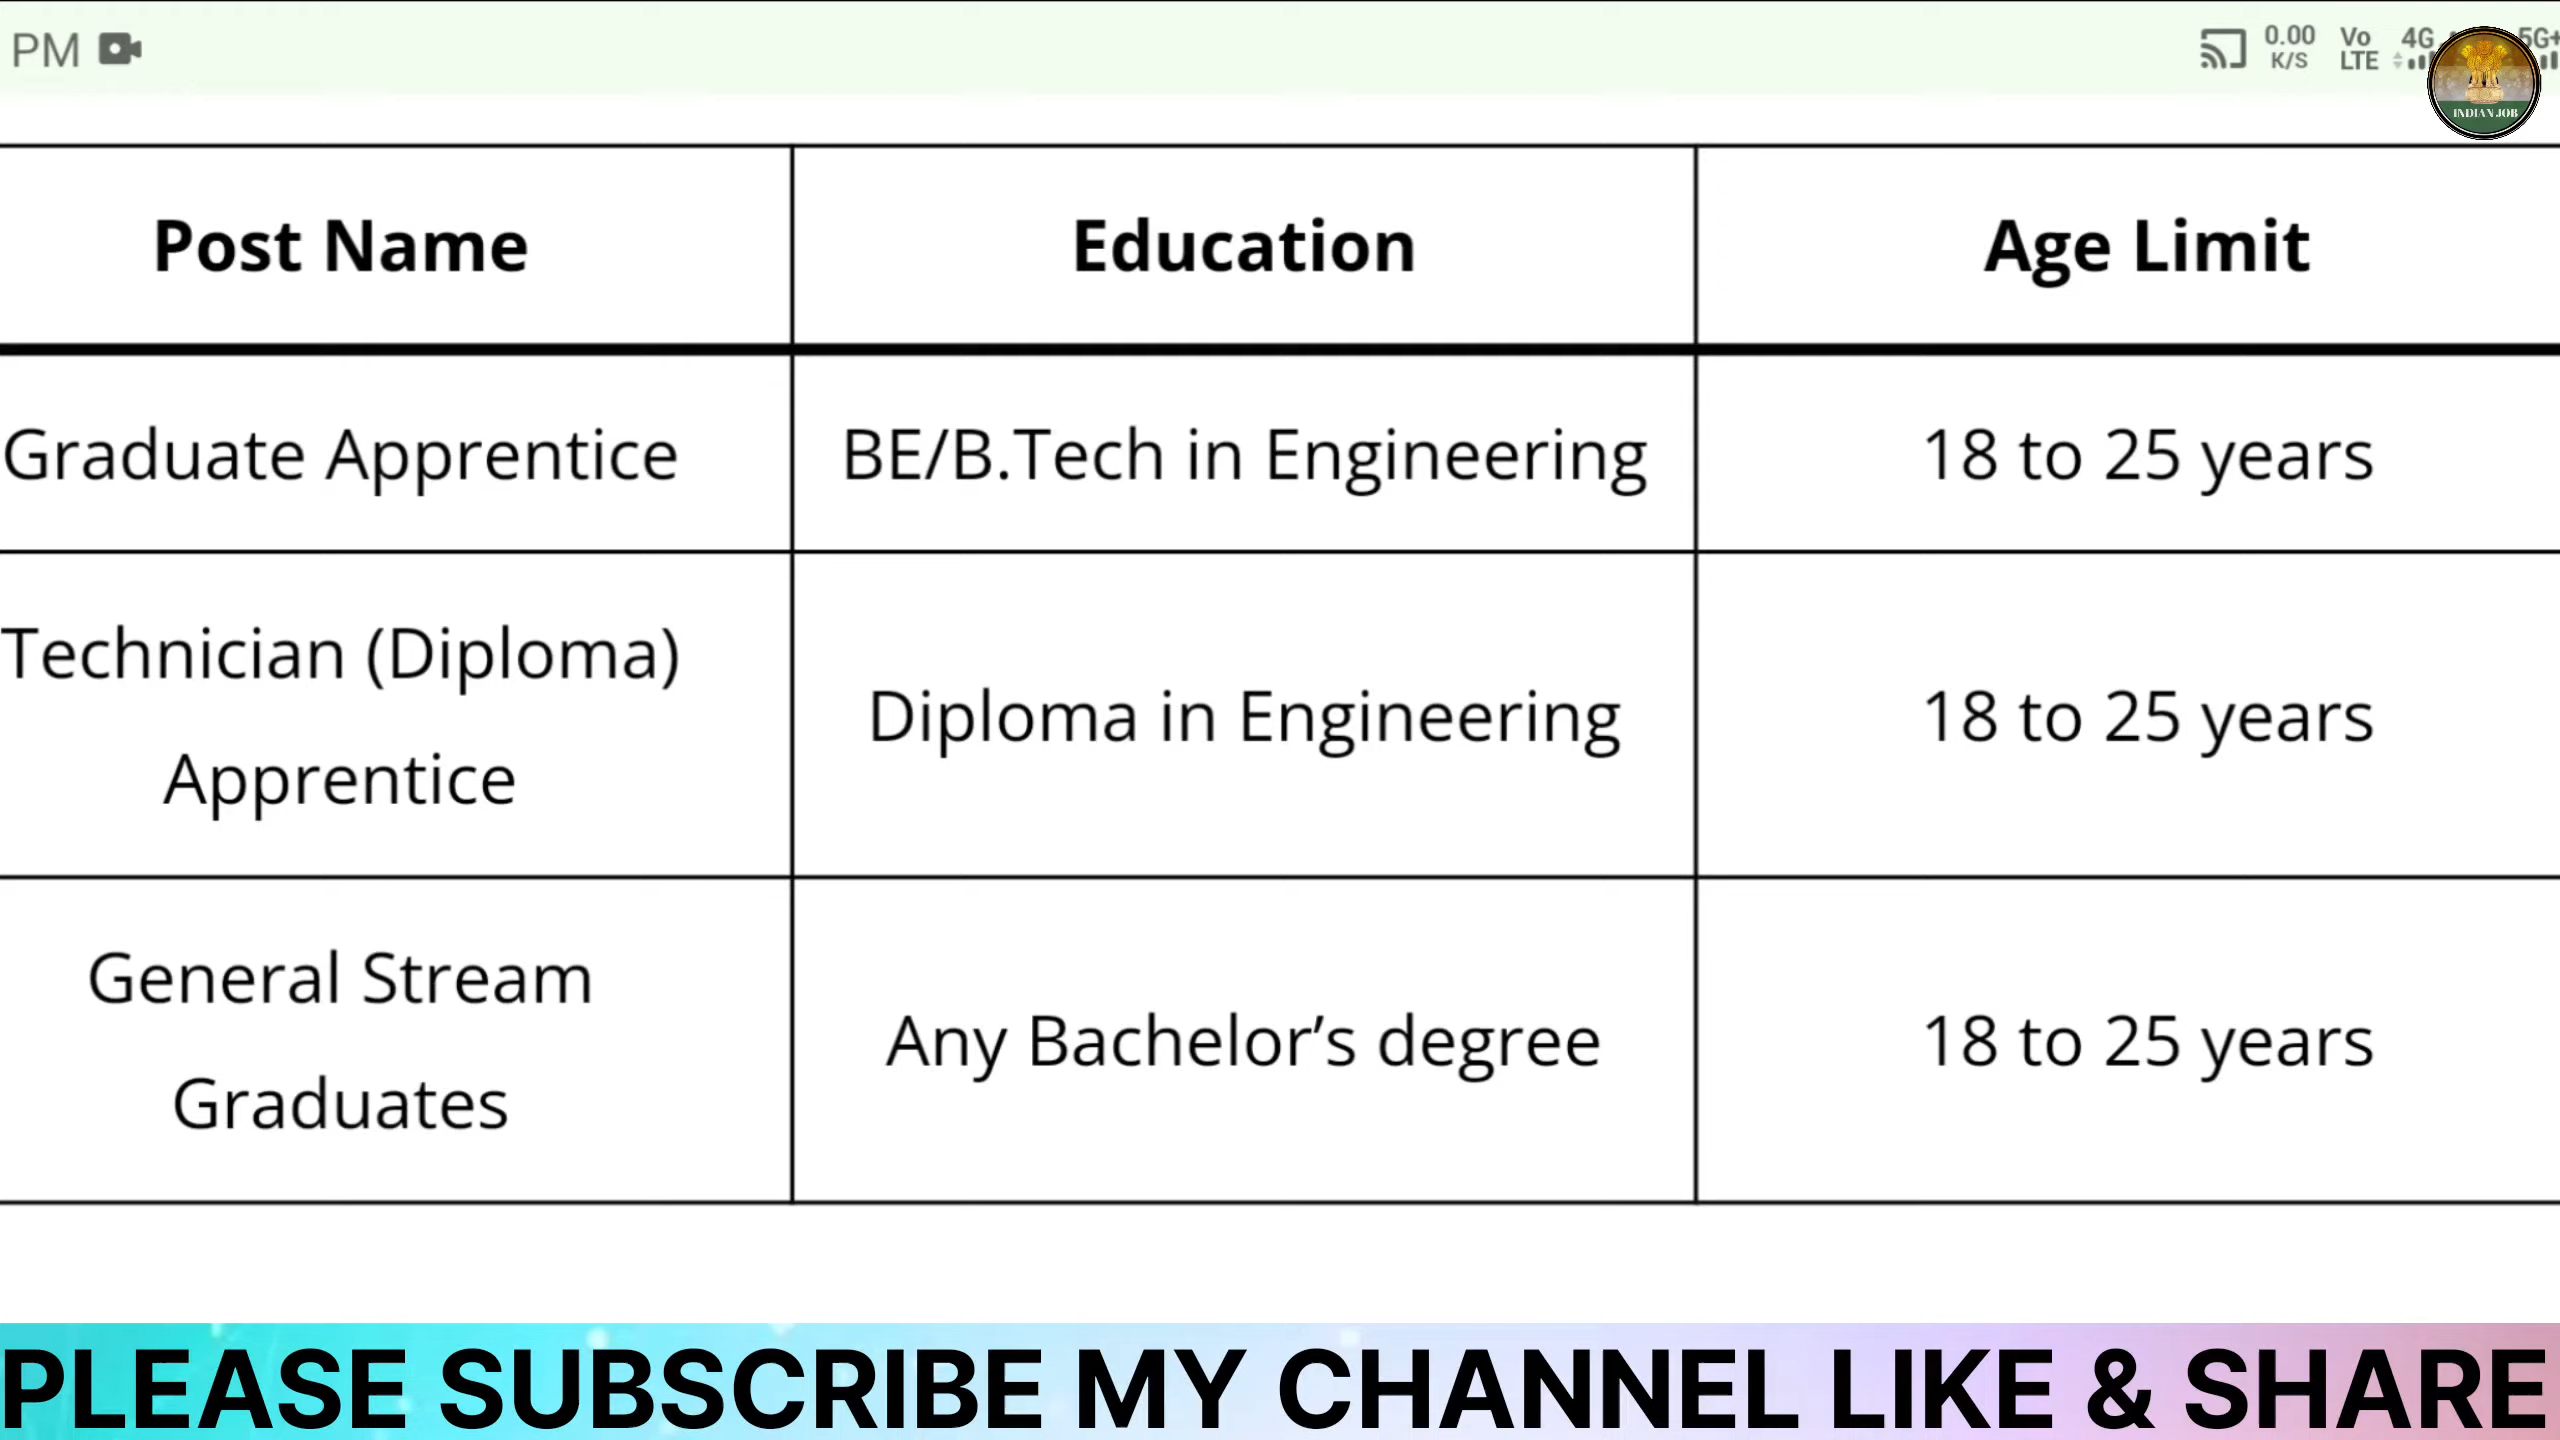 PM
0.00
K/S
Vo
LTE
4G
5G+
INDIAN JOB
Post Name
Education
Age Limit
Graduate Apprentice
BE/B.Tech in Engineering
18 to 25 years
Technician (Diploma)
Apprentice
Diploma in Engineering
18 to 25 years
General Stream
Graduates
Any Bachelor’s degree
18 to 25 years
PLEASE SUBSCRIBE MY CHANNEL LIKE & SHARE